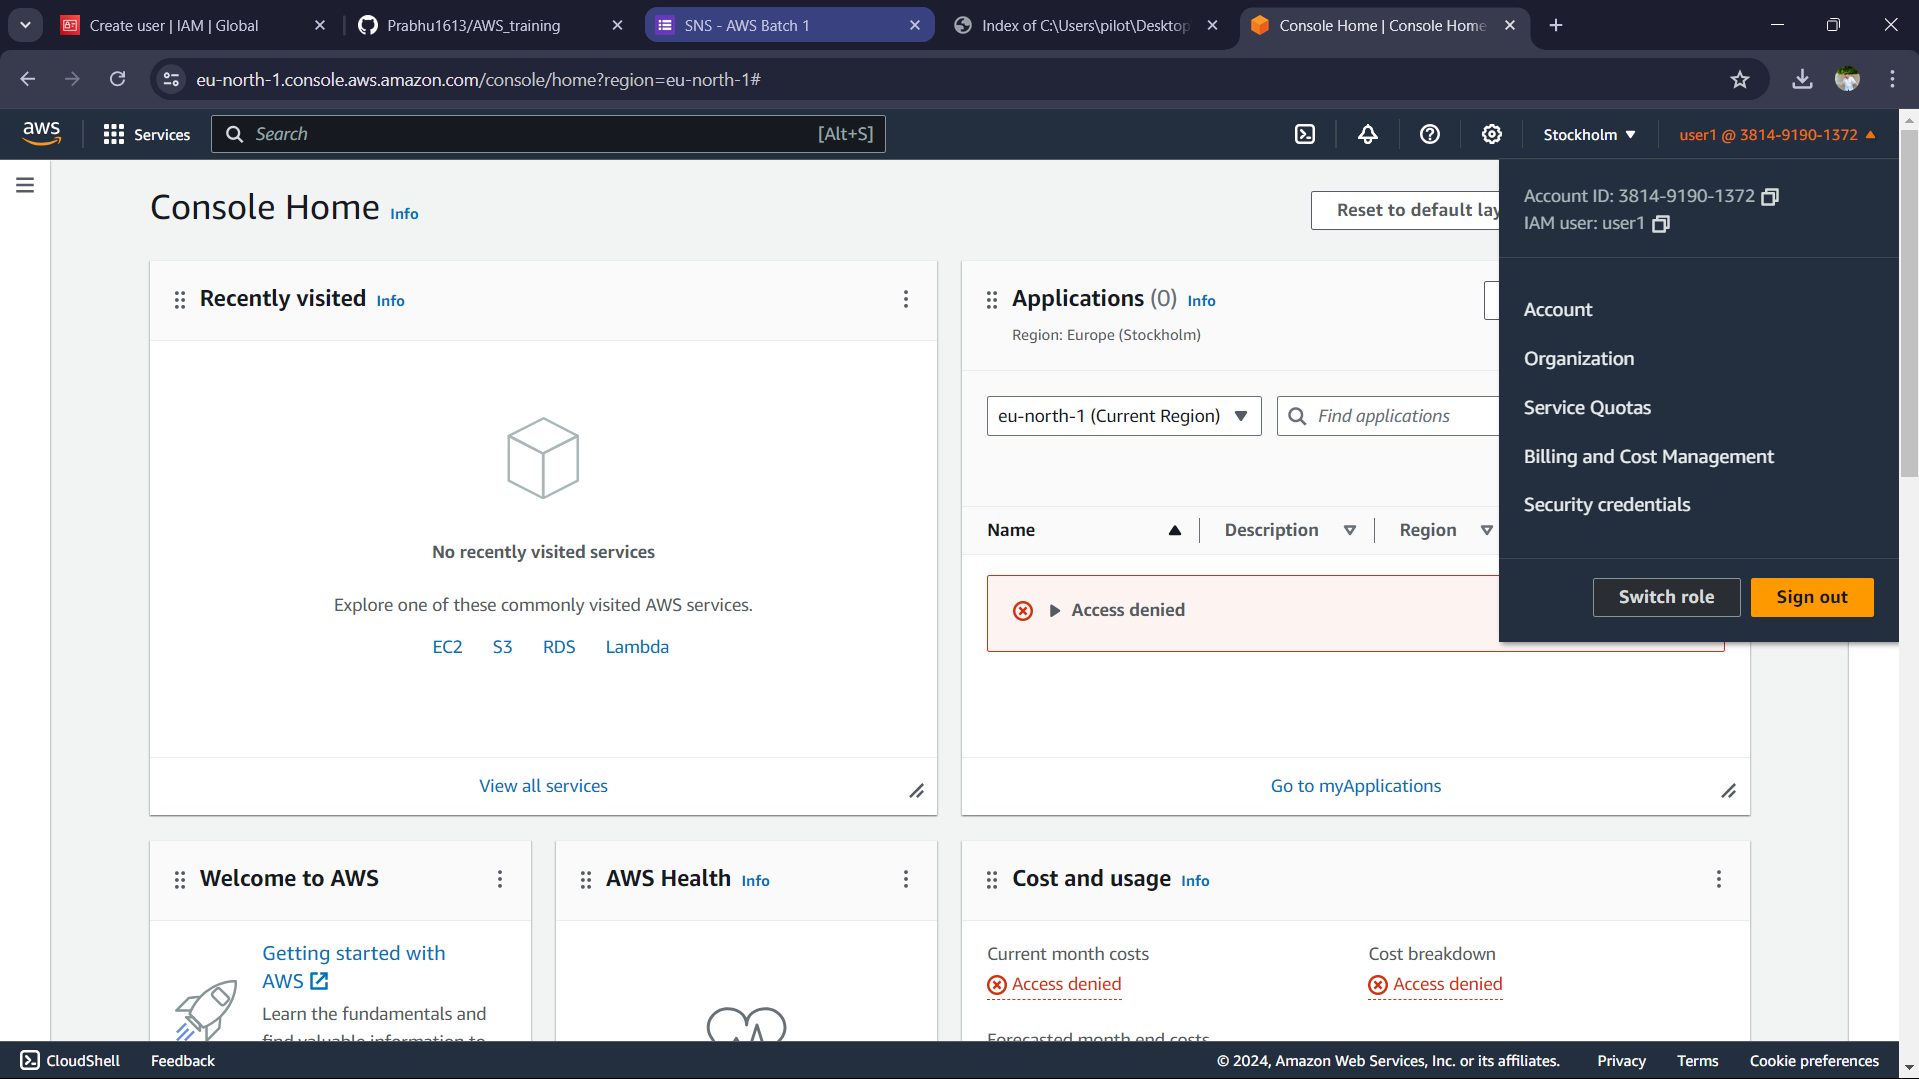 Create user | IAM | Global
Prabhu1613/AWS_training
SNS - AWS Batch 1
Index of C:\Users\pilot\Desktop
Console Home | Console Home
eu-north-1.console.aws.amazon.com/console/home?region=eu-north-1#
aws
Services
Search
[Alt+S]
Stockholm
user1 @ 3814-9190-1372
Account ID: 3814-9190-1372
IAM user: user1
Account
Organization
Service Quotas
Billing and Cost Management
Security credentials
Switch role
Sign out
Console Home Info
Reset to default lay
Recently visited Info
No recently visited services
Explore one of these commonly visited AWS services.
EC2 S3 RDS Lambda
View all services
Applications (0) Info
Region: Europe (Stockholm)
eu-north-1 (Current Region)
Find applications
Name Description Region
Access denied
Go to myApplications
Welcome to AWS
Getting started with
AWS
Learn the fundamentals and
find valuable information to
AWS Health Info
Cost and usage Info
Current month costs
Access denied
Cost breakdown
Access denied
Forecasted month end costs
CloudShell Feedback
© 2024, Amazon Web Services, Inc. or its affiliates. Privacy Terms Cookie preferences